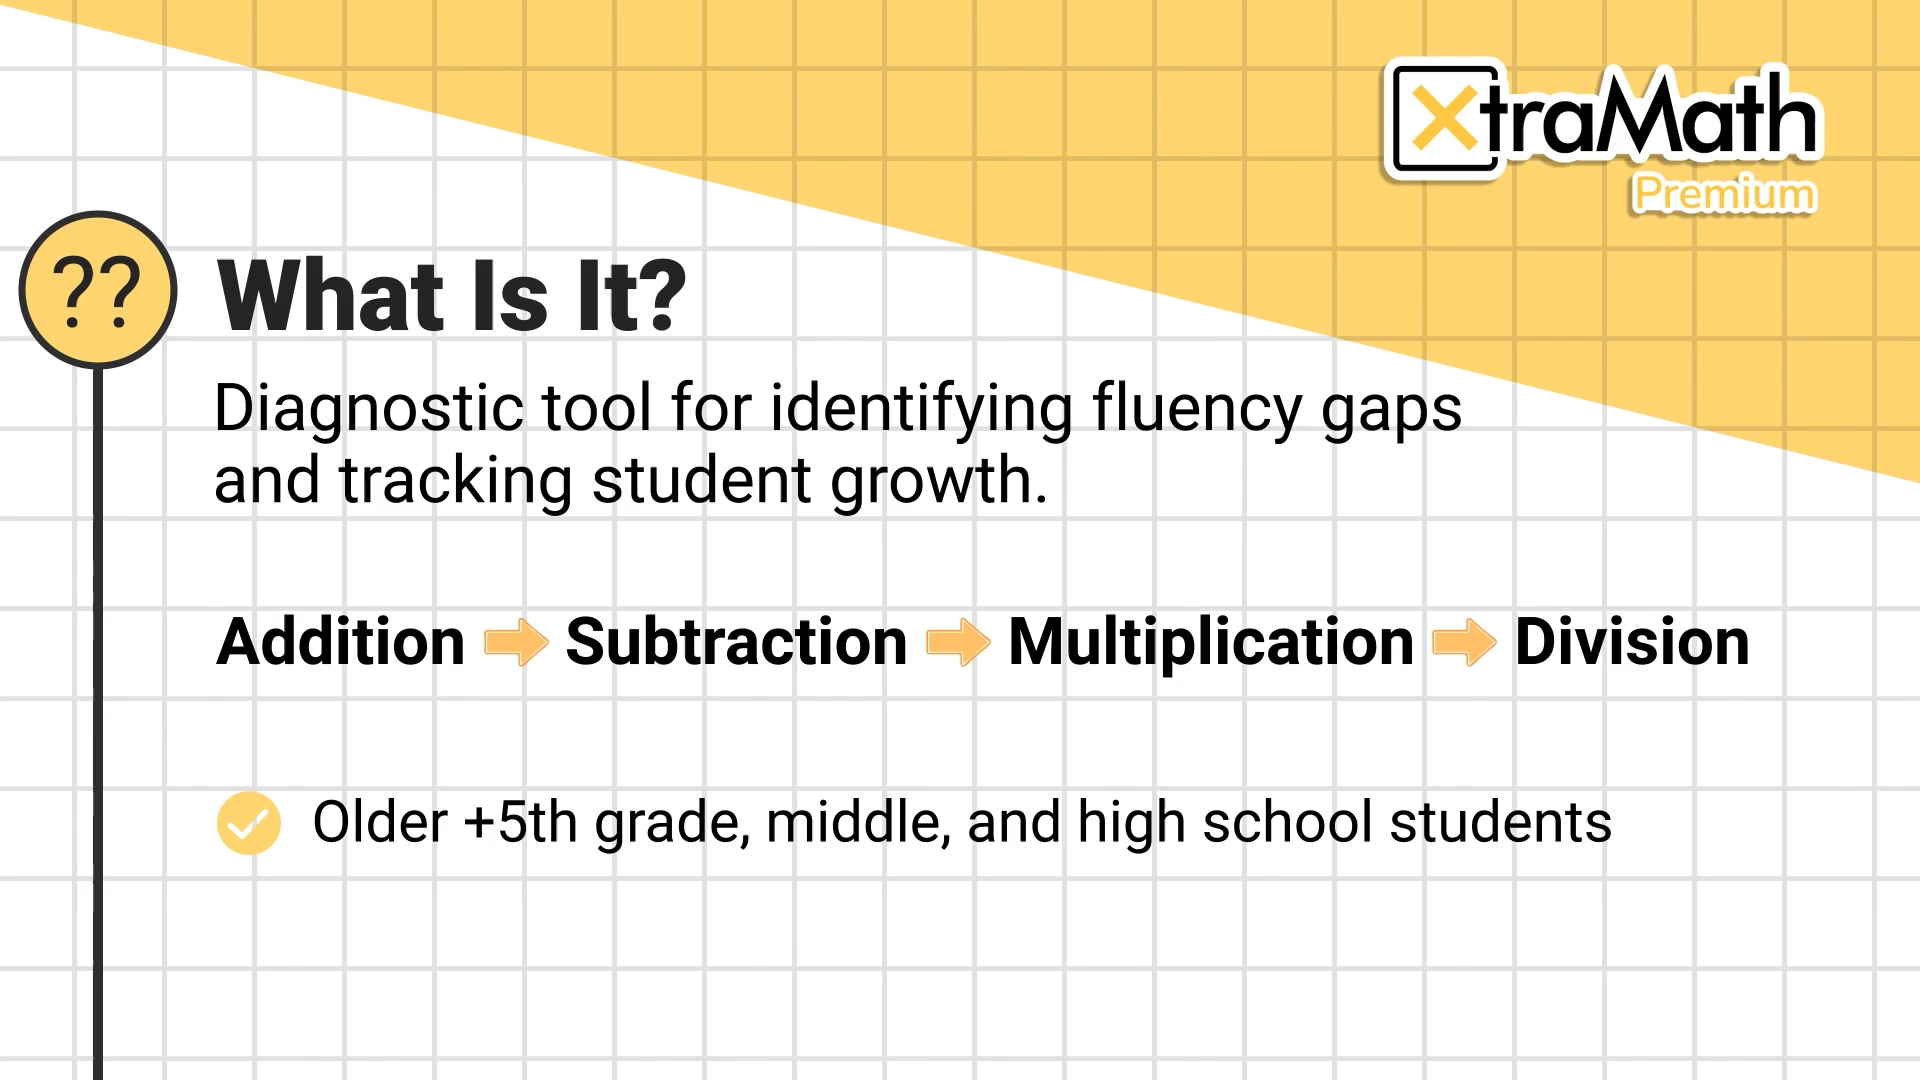 XtraMath
Premium
?? What Is It?
Diagnostic tool for identifying fluency gaps
and tracking student growth.
Addition Subtraction Multiplication Division
Older +5th grade, middle, and high school students